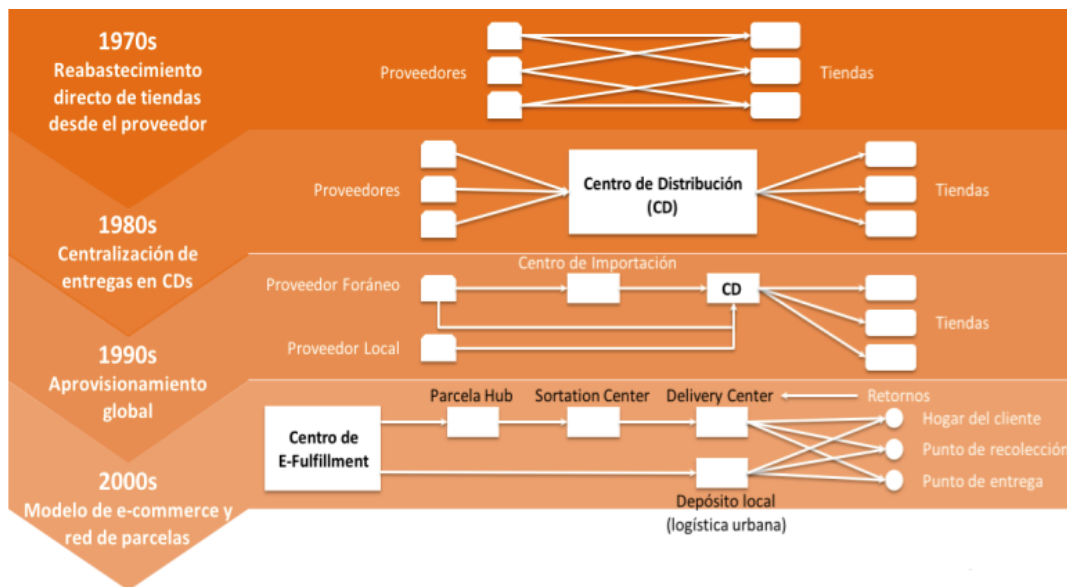 1970s
Reabastecimiento
directo de tiendas
desde el proveedor
Proveedores
Tiendas
1980s
Centralización de
entregas en CDs
Proveedores
Centro de Distribución
(CD)
Tiendas
1990s
Aprovisionamiento
global
Proveedor Foráneo
Centro de Importación
CD
Proveedor Local
Tiendas
2000s
Modelo de e-commerce y
red de parcelas
Centro de
E-Fulfillment
Parcela Hub
Sortation Center
Delivery Center
Retornos
Hogar del cliente
Punto de recolección
Punto de entrega
Depósito local
(logística urbana)